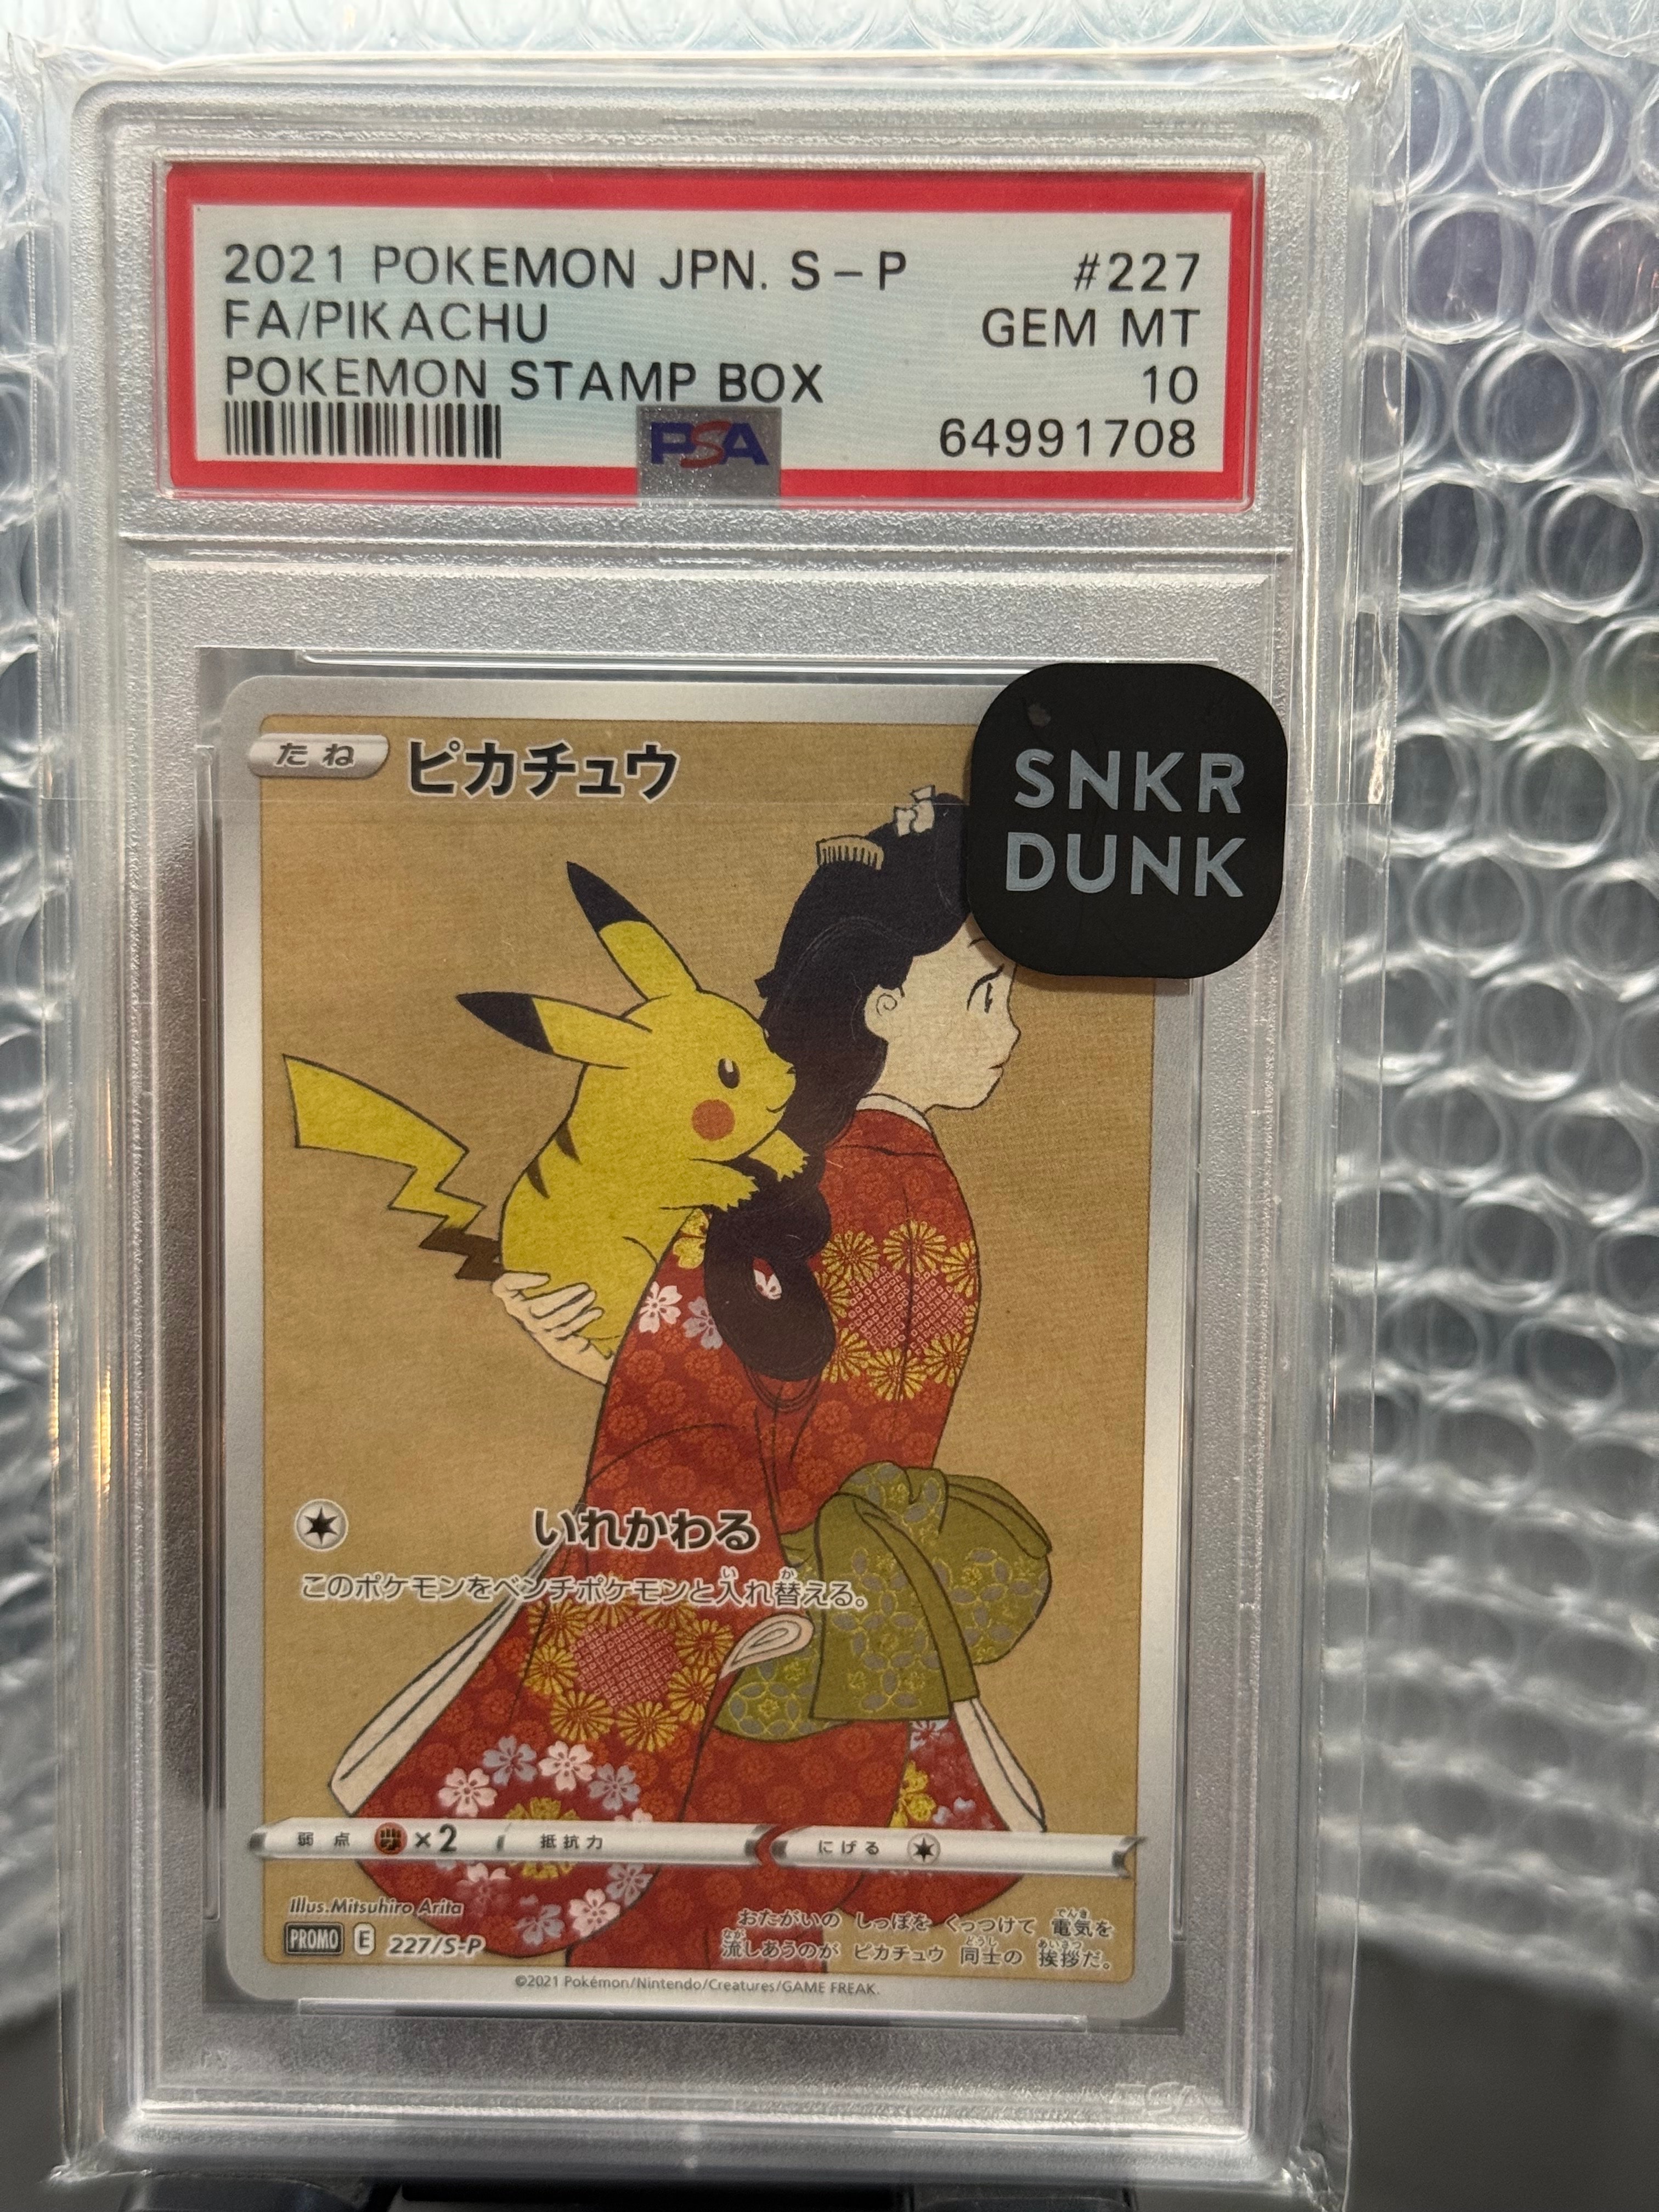 2021 POKEMON JPN. S-P #227
FA/PIKACHU GEM MT
POKEMON STAMP BOX 10
PSA 64991708
SNKR
DUNK
たね ピカチュウ
いれかわる
このポケモンをベンチポケモンと入れ替える。
弱点 ×2 抵抗力 にげる
Illus.Mitsuhiro Arita
PROMO E 227/S-P
おたがいの しっぽを くっつけて 電気を
流しあうのが ピカチュウ 同士の 挨拶だ。
©2021 Pokémon/Nintendo/Creatures/GAME FREAK.